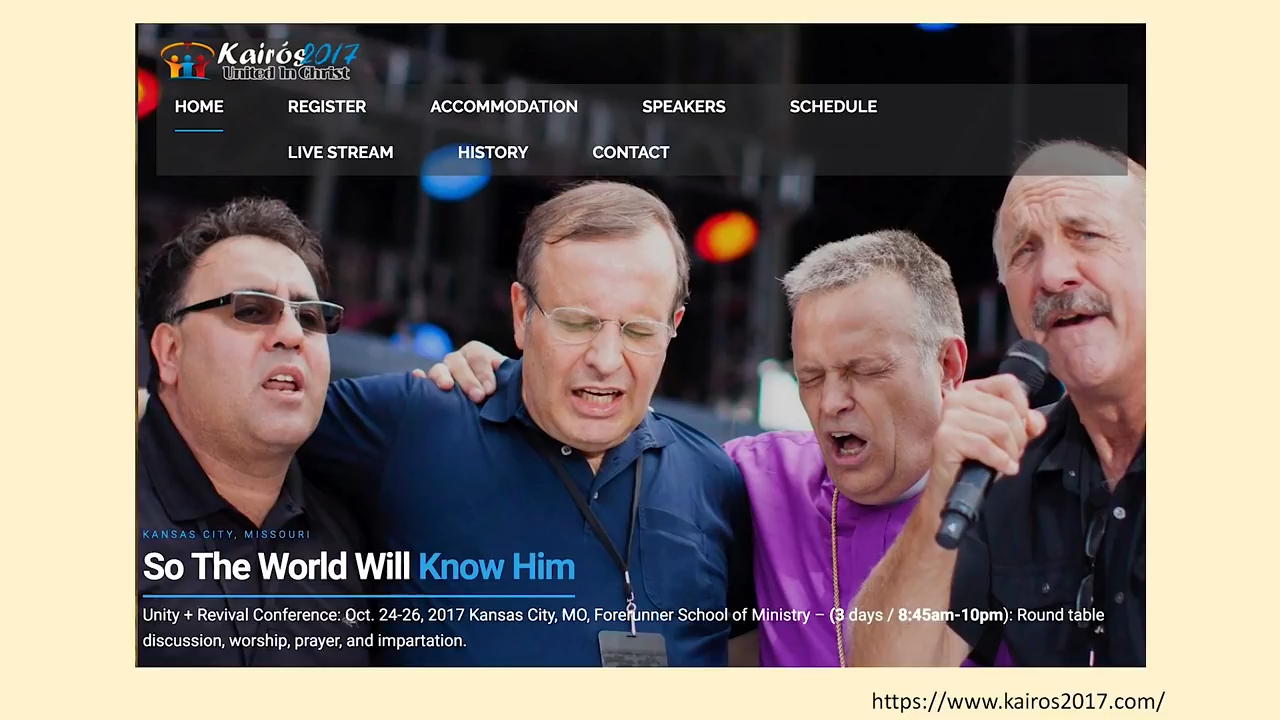 Kairós2017
United In Christ
HOME REGISTER ACCOMMODATION SPEAKERS SCHEDULE
LIVE STREAM HISTORY CONTACT
KANSAS CITY, MISSOURI
So The World Will Know Him
Unity + Revival Conference: Oct. 24-26, 2017 Kansas City, MO, Forerunner School of Ministry – (3 days / 8:45am-10pm): Round table
discussion, worship, prayer, and impartation.
https://www.kairos2017.com/